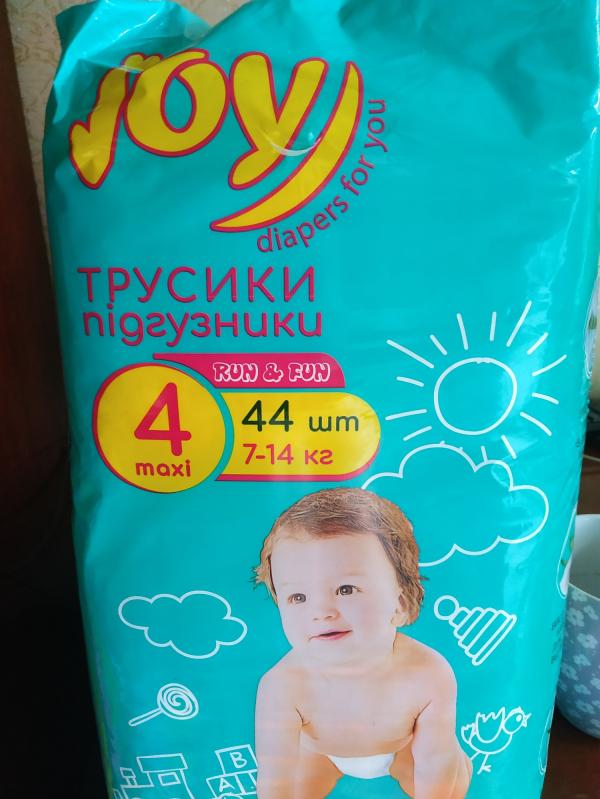 Joy
diapers for you
ТРУСИКИ
підгузники
RUN & FUN
4
maxi
44 шт
7-14 кг
B
A